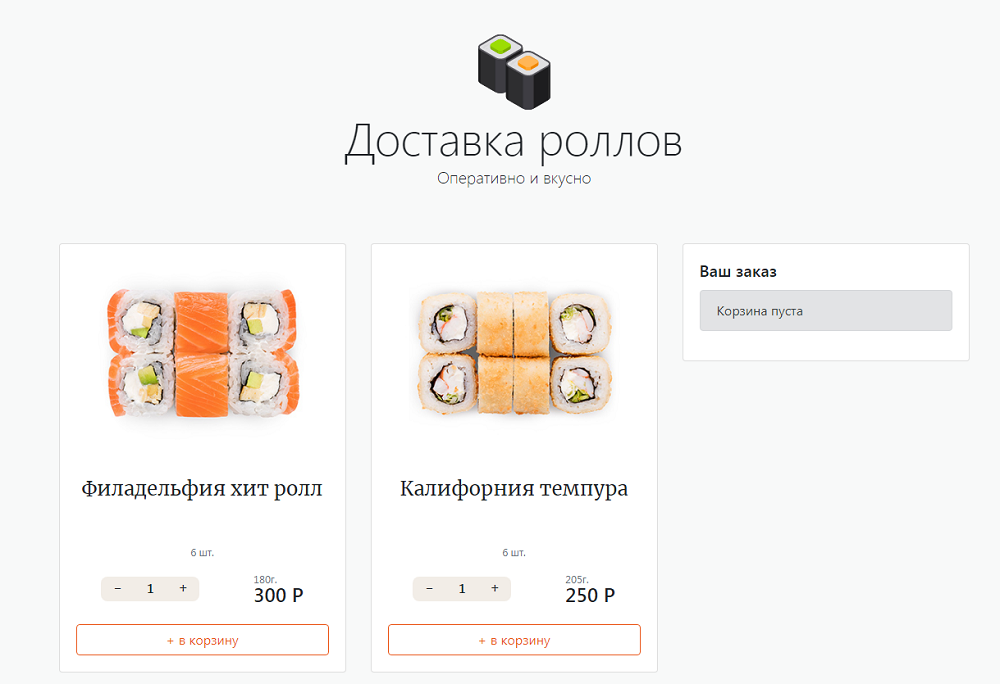 Доставка роллов
Оперативно и вкусно
Филадельфия хит ролл
6 шт.
- 1 +
180г.
300 Р
+ в корзину
Калифорния темпура
6 шт.
- 1 +
205г.
250 Р
+ в корзину
Ваш заказ
Корзина пуста